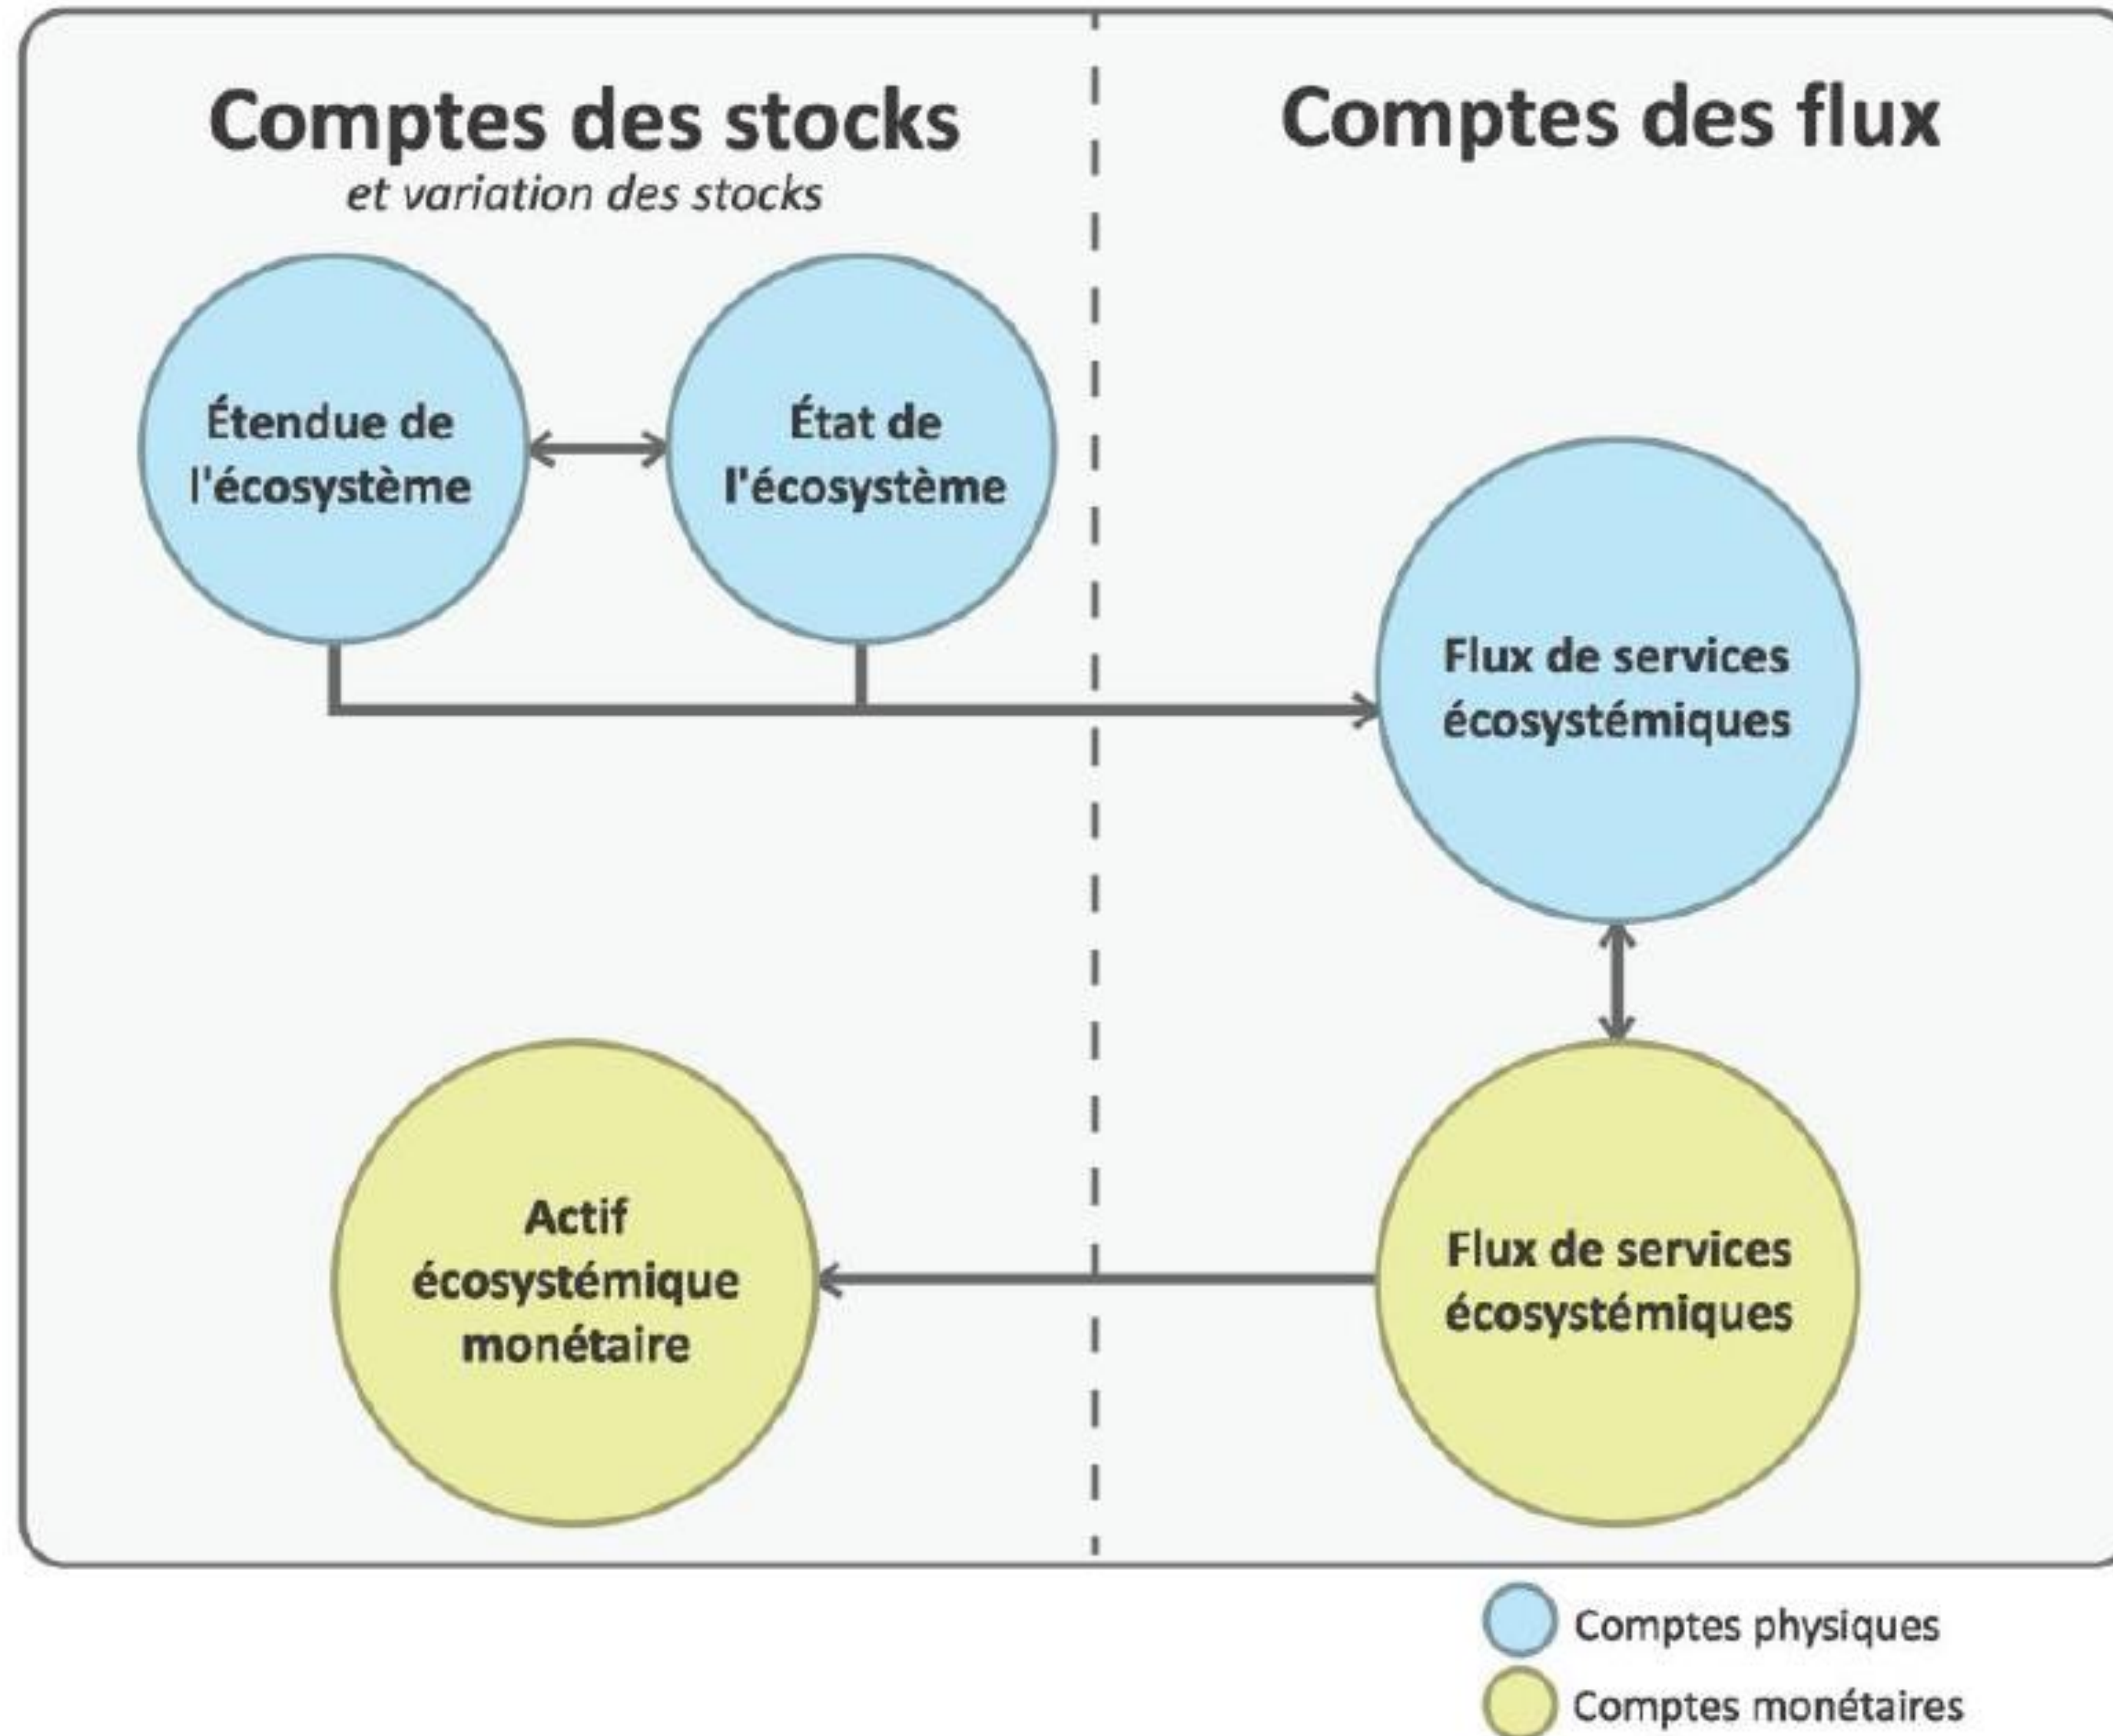 Comptes des stocks
et variation des stocks
Comptes des flux
Étendue de
l'écosystème
État de
l'écosystème
Flux de services
écosystémiques
Actif
écosystémique
monétaire
Flux de services
écosystémiques
Comptes physiques
Comptes monétaires